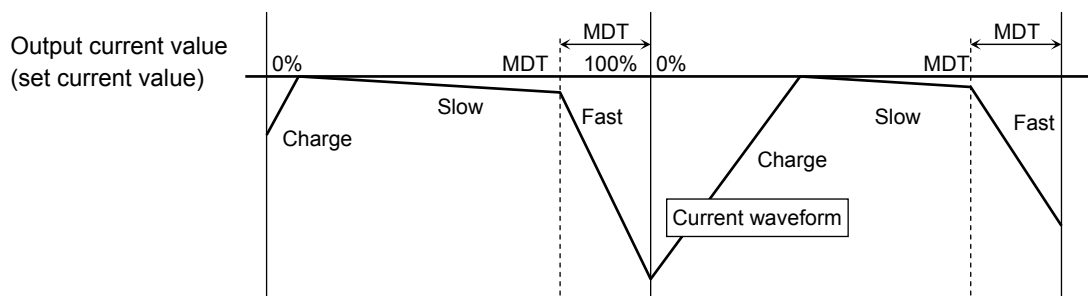 MDT
MDT
Output current value
(set current value)
0%
MDT
100%
0%
MDT
Slow
Fast
Slow
Fast
Charge
Charge
Current waveform